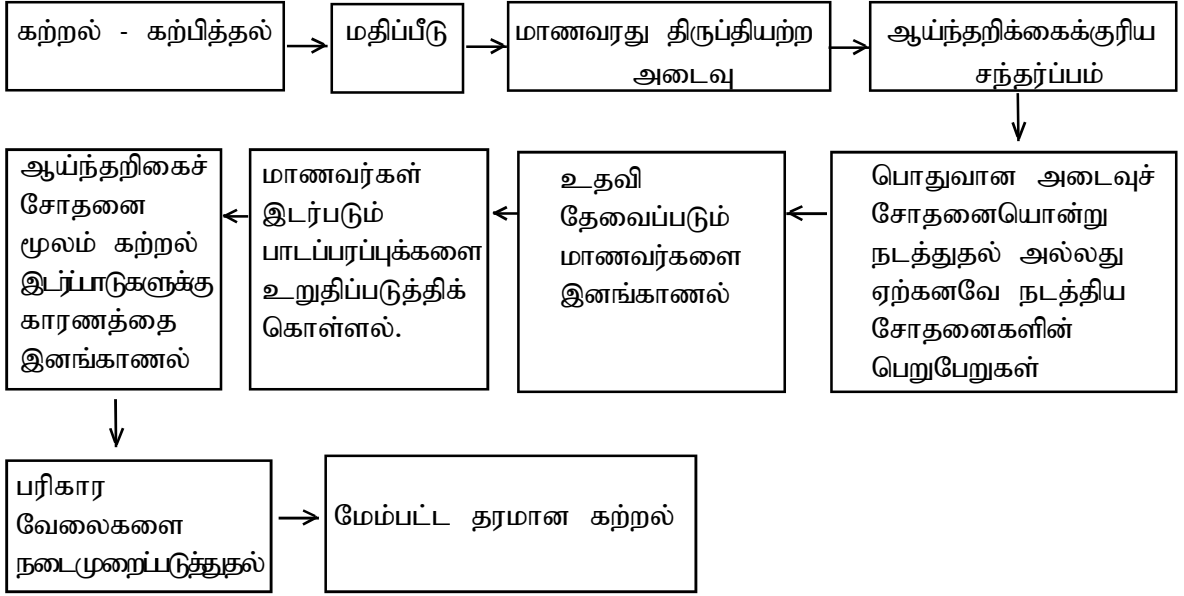 கற்றல் - கற்பித்தல்
மதிப்பீடு
மாணவரது திருப்தியற்ற
அடைவு
ஆய்ந்தறிக்கைக்குரிய
சந்தர்ப்பம்
பொதுவான அடைவுச்
சோதனையொன்று
நடத்துதல் அல்லது
ஏற்கனவே நடத்திய
சோதனைகளின்
பெறுபேறுகள்
உதவி
தேவைப்படும்
மாணவர்களை
இனங்காணல்
மாணவர்கள்
இடர்படும்
பாடப்பரப்புக்களை
உறுதிப்படுத்திக்
கொள்ளல்.
ஆய்ந்தறிகைச்
சோதனை
மூலம் கற்றல்
இடர்ப்பாடுகளுக்கு
காரணத்தை
இனங்காணல்
பரிகார
வேலைகளை
நடைமுறைப்படுத்துதல்
மேம்பட்ட தரமான கற்றல்